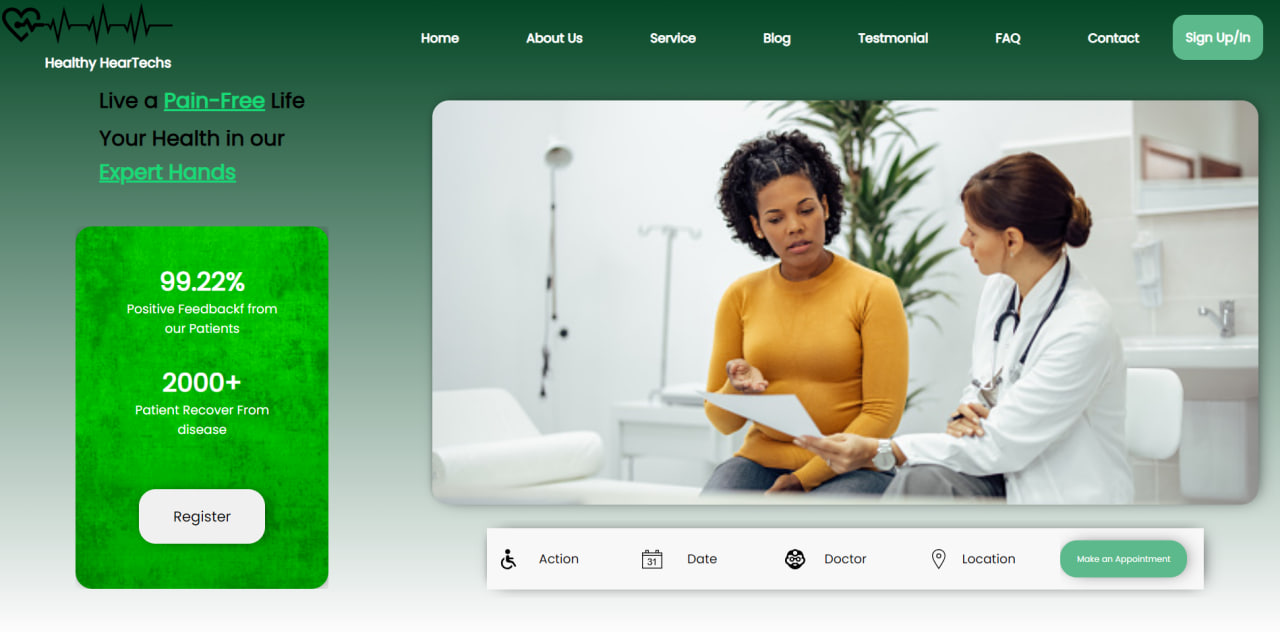 Home About Us Service Blog Testmonial FAQ Contact Sign Up/In
Healthy HearTechs
Live a Pain-Free Life
Your Health in our
Expert Hands
99.22%
Positive Feedbackf from
our Patients
2000+
Patient Recover From
disease
Register
Action 31 Date Doctor Location Make an Appointment